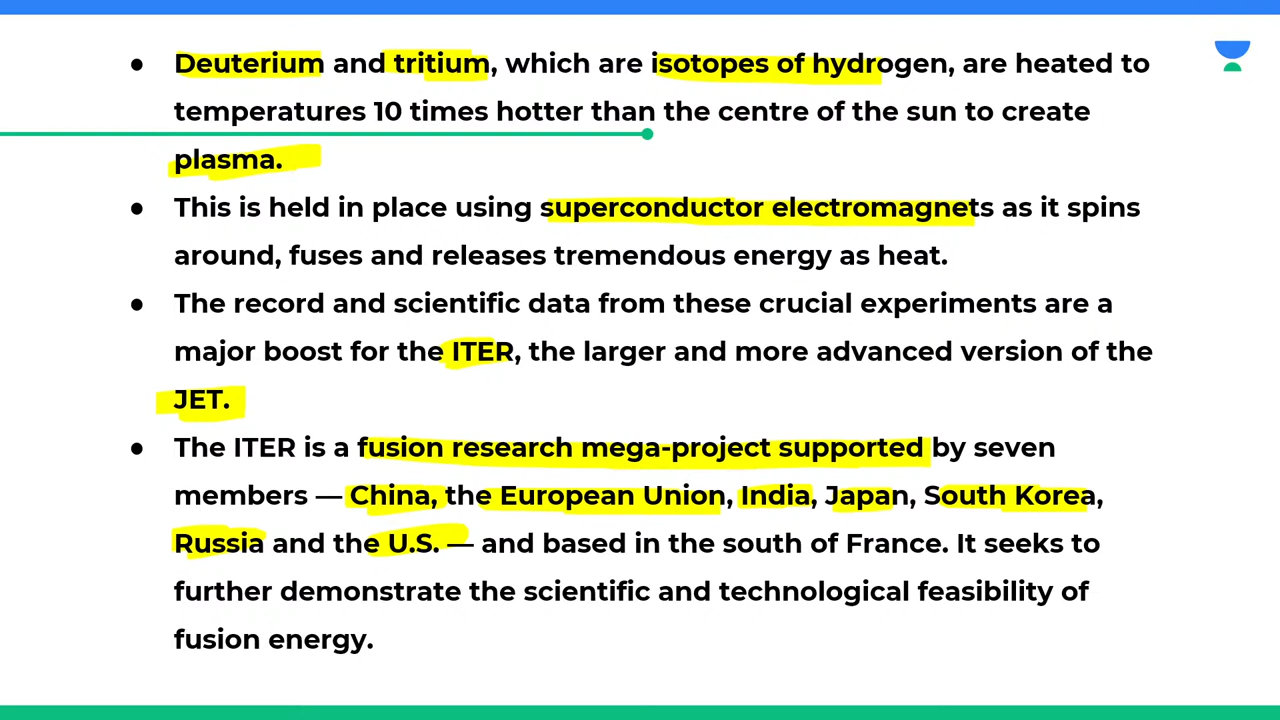 ● Deuterium and tritium, which are isotopes of hydrogen, are heated to
temperatures 10 times hotter than the centre of the sun to create
plasma.
● This is held in place using superconductor electromagnets as it spins
around, fuses and releases tremendous energy as heat.
● The record and scientific data from these crucial experiments are a
major boost for the ITER, the larger and more advanced version of the
JET.
● The ITER is a fusion research mega-project supported by seven
members — China, the European Union, India, Japan, South Korea,
Russia and the U.S. — and based in the south of France. It seeks to
further demonstrate the scientific and technological feasibility of
fusion energy.